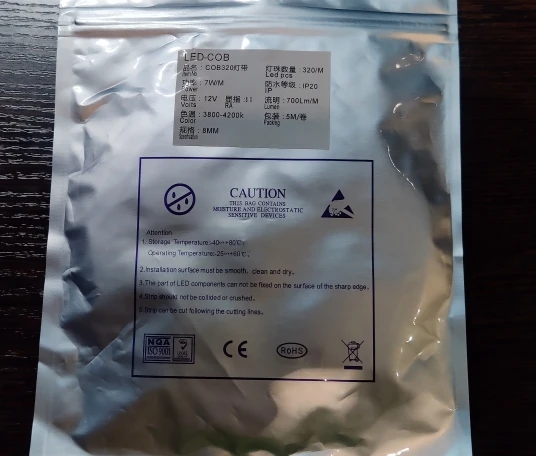 LED-COB
品名：COB320灯带
灯珠数量：320/M
Led pcs
7W/M
防水等级：IP20
IP
电压：12V
Volts
RA
流明：700Lm/M
Lumen
色温：3800-4200k
Color
包装：5M/卷
Packing
规格：8MM
CAUTION
THIS BAG CONTAINS
MOISTURE AND ELECTROSTATIC
SENSITIVE DEVICES
Attention
1. Storage Temperature:-40~+80℃;
Operating Temperature:-25~+60℃;
2.Installation surface must be smooth, clean and dry.
3.The part of LED components can not be fixed on the surface of the sharp edge.
4.Strip should not be collided or crushed.
5.Strip can be cut following the cutting lines.
NQA
ISO 9001
CE
RoHS